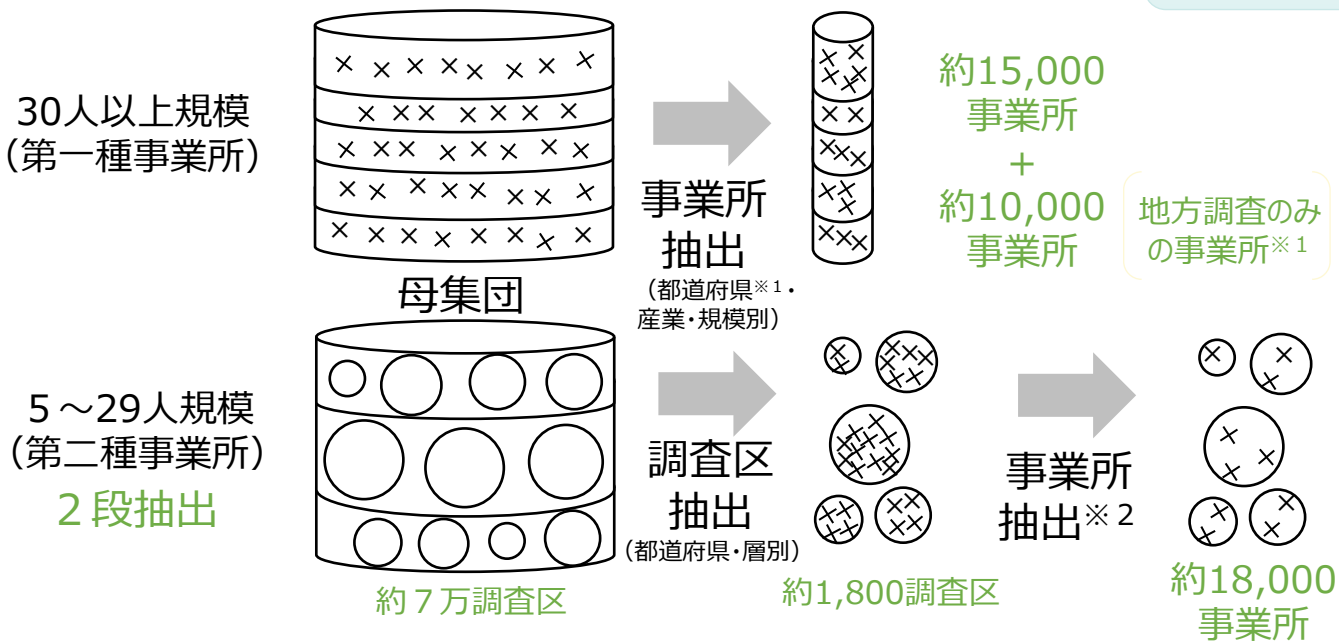 30人以上規模
（第一種事業所）
母集団
事業所
抽出
（都道府県※1・
産業・規模別）
約15,000
事業所
+
約10,000
事業所
地方調査のみ
の事業所※1
５～29人規模
（第二種事業所）
２段抽出
約７万調査区
調査区
抽出
（都道府県・層別）
約1,800調査区
事業所
抽出※2
約18,000
事業所